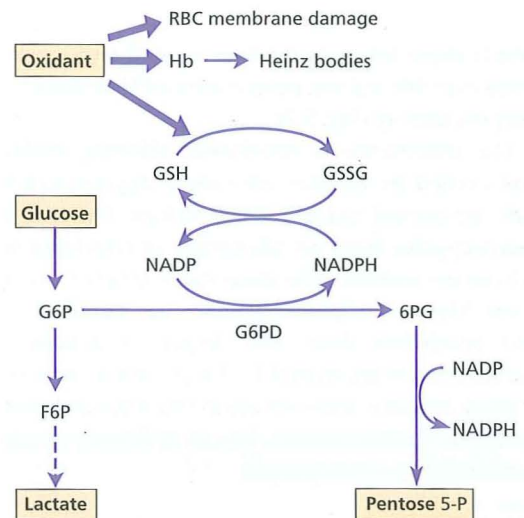 RBC membrane damage
Oxidant
Hb
Heinz bodies
GSH
GSSG
Glucose
NADP
NADPH
G6P
6PG
G6PD
NADP
F6P
NADPH
Lactate
Pentose 5-P